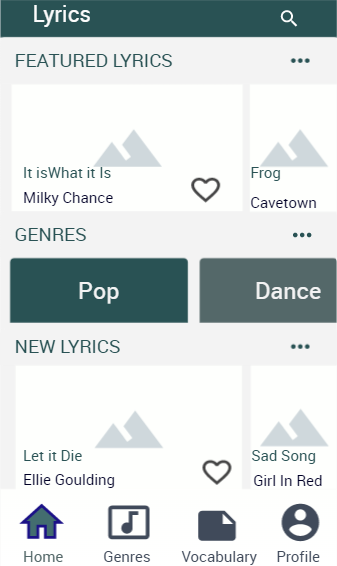 Lyrics
FEATURED LYRICS
It isWhat it Is
Milky Chance
Frog
Cavetown
GENRES
Pop
Dance
NEW LYRICS
Let it Die
Ellie Goulding
Sad Song
Girl In Red
Home
Genres
Vocabulary
Profile